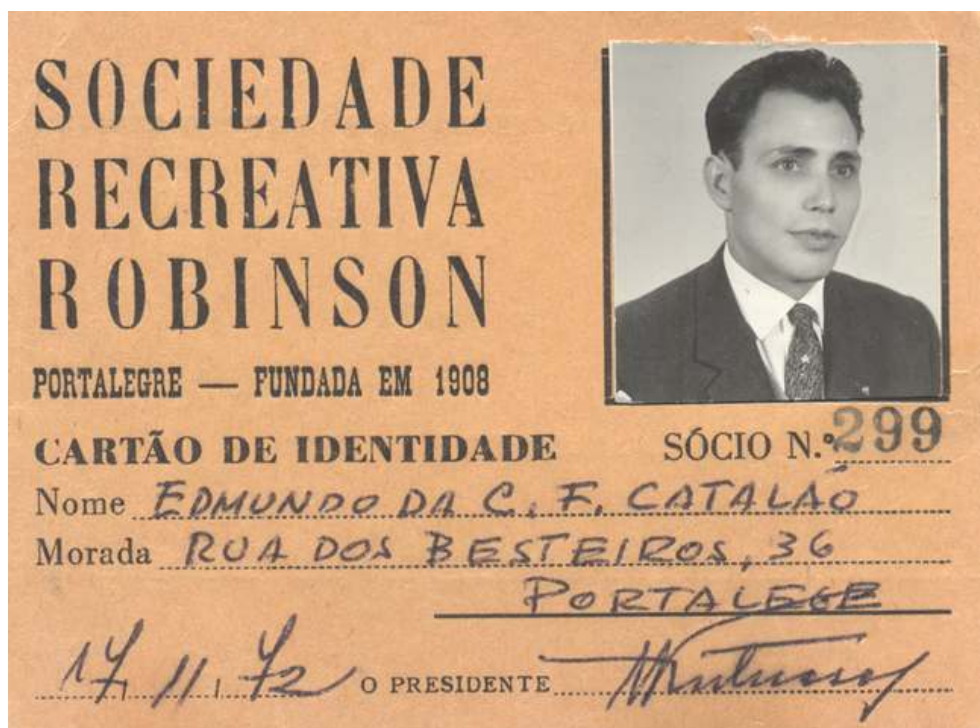 SOCIEDADE
RECREATIVA
ROBINSON
PORTALEGRE — FUNDADA EM 1908
CARTÃO DE IDENTIDADE SÓCIO N.º 299
Nome EDMUNDO DA C. F. CATALÃO
Morada RUA DOS BESTEIROS, 36
PORTALEGE
17, 11, 72 O PRESIDENTE